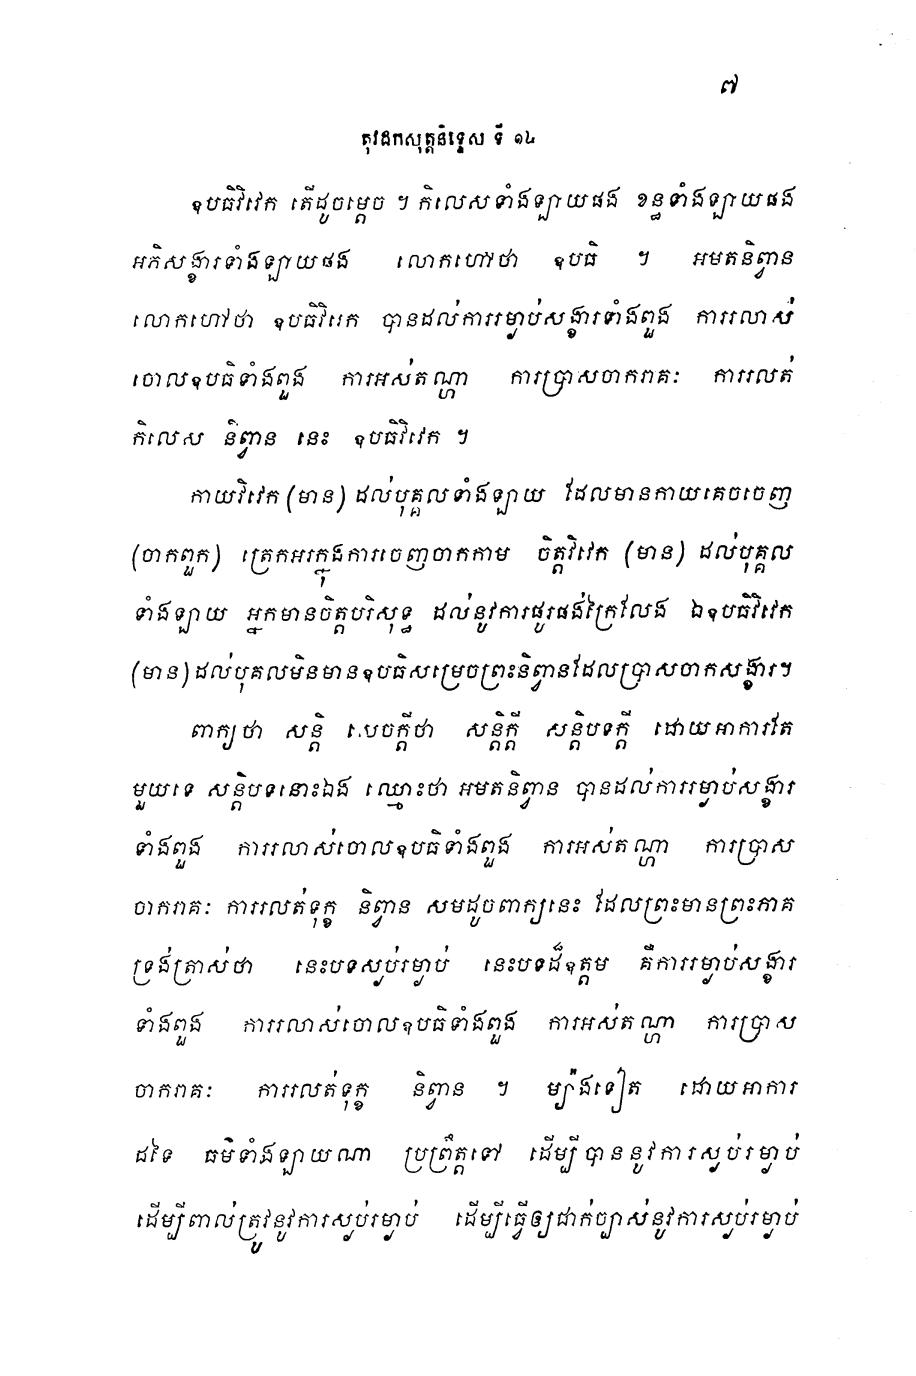 ៧
តុវដកសុត្តនិទ្ទេស ទី ១៤
ឧបធិវិវេក តើដូចម្តេច ។ កិលេសទាំងឡាយផង ខន្ធទាំងឡាយផង
អភិសង្ខារទាំងឡាយផង លោកហៅថា ឧបធិ ។ អមតនិព្វាន
លោកហៅថា ឧបធិវិវេក បានដល់ការរម្ងាប់សង្ខារទាំងពួង ការរលាស់
ចោលឧបធិទាំងពួង ការអស់តណ្ហា ការប្រាសចាករាគៈ ការរលត់
កិលេស និព្វាន នេះ ឧបធិវិវេក ។
កាយវិវេក (មាន) ដល់បុគ្គលទាំងឡាយ ដែលមានកាយគេចចេញ
(ចាកពួក) ត្រេកអរក្នុងការចេញចាកកាម ចិត្តវិវេក (មាន) ដល់បុគ្គល
ទាំងឡាយ អ្នកមានចិត្តបរិសុទ្ធ ដល់នូវការផូរផង់ក្រៃលែង ឯឧបធិវិវេក
(មាន) ដល់បុគលមិនមានឧបធិសម្រេចព្រះនិព្វានដែលប្រាសចាកសង្ខារ។
ពាក្យថា សន្តិ សេចក្តីថា សន្តិក្តី សន្តិបទក្តី ដោយអាការតែ
មួយទេ សន្តិបទនោះឯង ឈ្មោះថា អមតនិព្វាន បានដល់ការរម្ងាប់សង្ខារ
ទាំងពួង ការរលាស់ចោលឧបធិទាំងពួង ការអស់តណ្ហា ការប្រាស
ចាករាគៈ ការរលត់ទុក្ខ និព្វាន សមដូចពាក្យនេះ ដែលព្រះមានព្រះភាគ
ទ្រង់ត្រាស់ថា នេះបទស្ងប់រម្ងាប់ នេះបទដ៏ឧត្តម គឺការរម្ងាប់សង្ខារ
ទាំងពួង ការរលាស់ចោលឧបធិទាំងពួង ការអស់តណ្ហា ការប្រាស
ចាករាគៈ ការរលត់ទុក្ខ និព្វាន ។ ម្យ៉ាងទៀត ដោយអាការ
ដទៃ ធម៌ទាំងឡាយណា ប្រព្រឹត្តទៅ ដើម្បីបាននូវការស្ងប់រម្ងាប់
ដើម្បីពាល់ត្រូវនូវការស្ងប់រម្ងាប់ ដើម្បីធ្វើឲ្យជាក់ច្បាស់នូវការស្ងប់រម្ងាប់